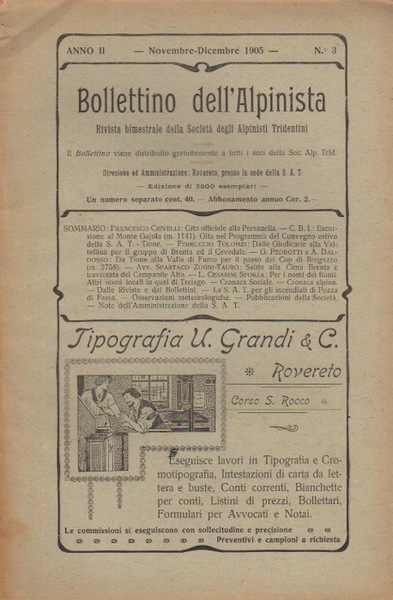 ANNO II — Novembre-Dicembre 1905 — N.º 3
Bollettino dell'Alpinista
Rivista bimestrale della Società degli Alpinisti Tridentini
Il Bollettino viene distribuito gratuitamente a tutti i soci della Soc. Alp. Trid.
Direzione ed Amministrazione: Rovereto, presso la sede della S. A. T.
— Edizione di 2500 esemplari —
Un numero separato cent. 40. — Abbonamento annuo Cor. 2. —
SOMMARIO: FRANCESCO CRIVELLI: Gita officiale alla Presanella. — C. B. I.: Escur-
sione al Monte Gajola (m. 1141). Gita nel Programma del Convegno estivo
della S. A. T. - Tione. — FERRUCCIO TOLOMEI: Dalle Giudicarie alla Val-
tellina per il gruppo di Brenta ed il Cevedale. — G. PEDROTTI e A. DAL-
DOSSO: Da Tione alla Valle di Fumo per il passo del Cop di Breguzzo
(m. 2758). — AVV. SPARTACO ZUGNI-TAURO: Salita alla Cima Brenta e
traversata del Campanile Alto. — L. CESARINI SFORZA: Per i nomi dei fiumi.
Altri nomi locali in quel di Terlago. — Cronaca Sociale. — Cronaca alpina.
— Dalle Riviste e dai Bollettini. — La S. A. T. per gli incendiati di Pozza
di Fassa. — Osservazioni meteorologiche. — Pubblicazioni della Società.
— Note dell'Amministrazione della S. A. T.
Tipografia U. Grandi & C.
Rovereto
Corso S. Rocco
Eseguisce lavori in Tipografia e Cro-
motipografia, Intestazioni di carta da let-
tera e buste, Conti correnti, Bianchette
per conti, Listini di prezzi, Bollettari,
Formulari per Avvocati e Notai.
Le commissioni si eseguiscono con sollecitudine e precisione
Preventivi e campioni a richiesta